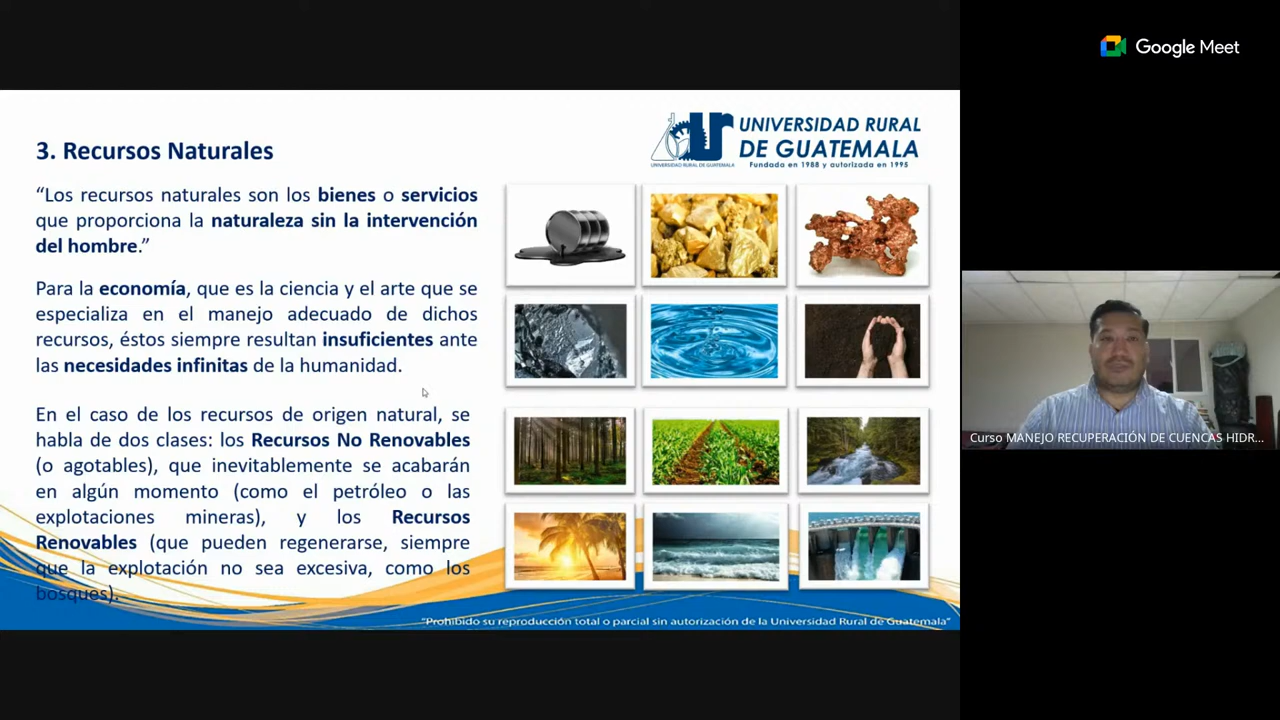 Google Meet
UNIVERSIDAD RURAL
DE GUATEMALA
Fundada en 1988 y autorizada en 1995
UNIVERSIDAD RURAL DE GUATEMALA
3. Recursos Naturales
“Los recursos naturales son los bienes o servicios
que proporciona la naturaleza sin la intervención
del hombre.”
Para la economía, que es la ciencia y el arte que se
especializa en el manejo adecuado de dichos
recursos, éstos siempre resultan insuficientes ante
las necesidades infinitas de la humanidad.
En el caso de los recursos de origen natural, se
habla de dos clases: los Recursos No Renovables
(o agotables), que inevitablemente se acabarán
en algún momento (como el petróleo o las
explotaciones mineras), y los Recursos
Renovables (que pueden regenerarse, siempre
que la explotación no sea excesiva, como los
bosques).
"Prohibido su reproducción total o parcial sin autorización de la Universidad Rural de Guatemala"
Curso MANEJO RECUPERACIÓN DE CUENCAS HIDR...